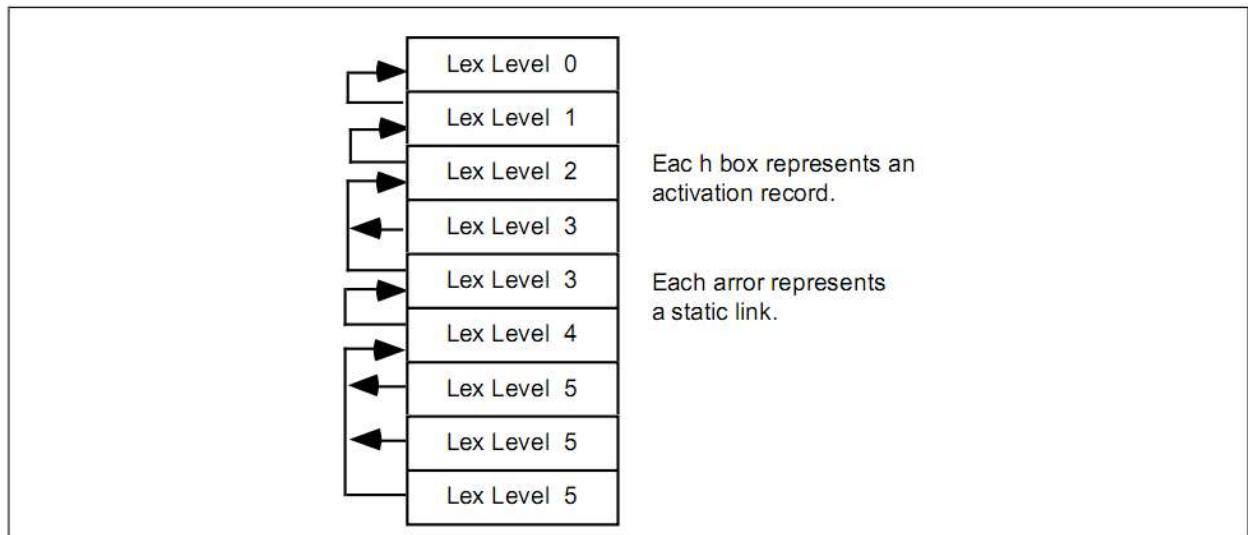 Lex Level 0
Lex Level 1
Lex Level 2
Lex Level 3
Lex Level 3
Lex Level 4
Lex Level 5
Lex Level 5
Lex Level 5
Eac h box represents an
activation record.
Each arror represents
a static link.